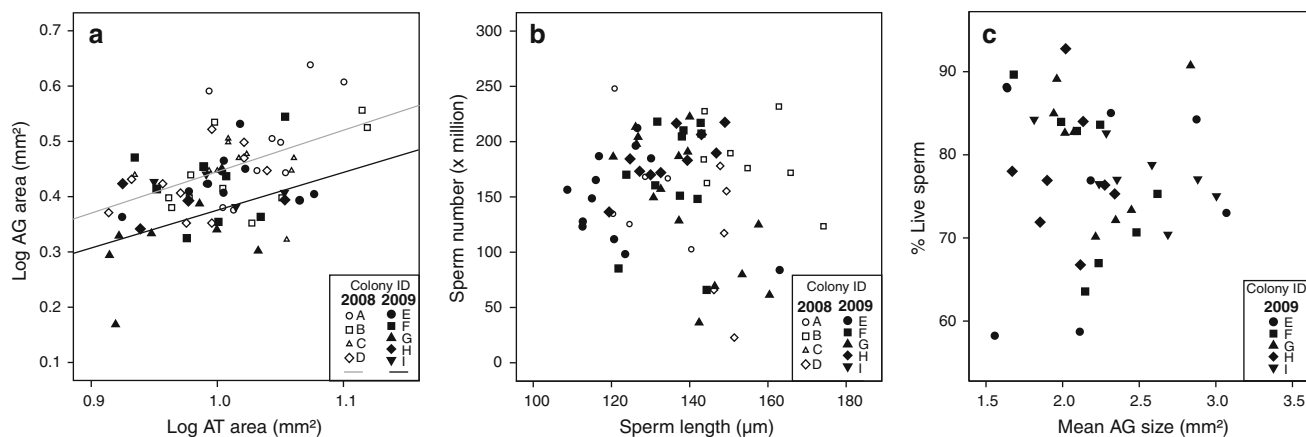 a
0.7
0.6
0.5
0.4
0.3
0.2
0.1
Log AG area (mm²)
0.9 1.0 1.1
Log AT area (mm²)
Colony ID
2008 2009
A E
B F
C G
D H
I
b
300
250
200
150
100
50
0
Sperm number (x million)
100 120 140 160 180
Sperm length (µm)
Colony ID
2008 2009
A E
B F
C G
D H
I
c
90
80
70
60
% Live sperm
1.5 2.0 2.5 3.0 3.5
Mean AG size (mm²)
Colony ID
2009
E
F
G
H
I